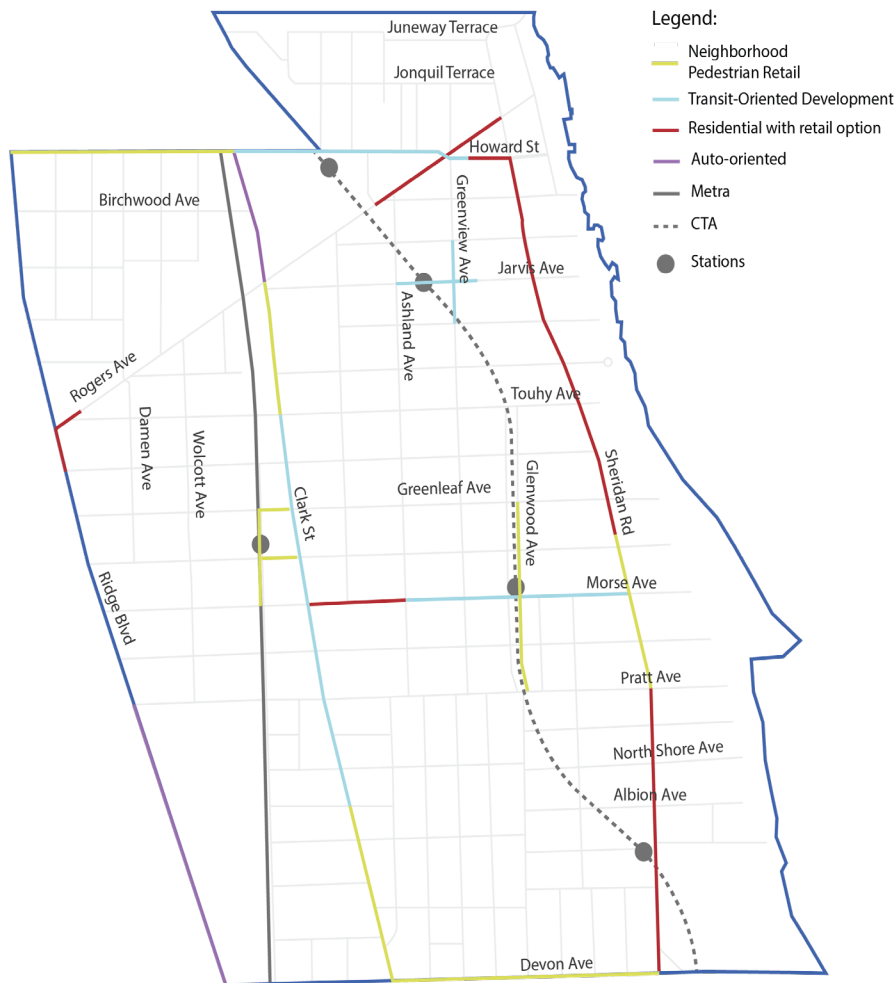 Juneway Terrace
Jonquil Terrace
Howard St
Birchwood Ave
Greenview Ave
Jarvis Ave
Ashland Ave
Rogers Ave
Touhy Ave
Damen Ave
Wolcott Ave
Clark St
Greenleaf Ave
Glenwood Ave
Sheridan Rd
Ridge Blvd
Morse Ave
Pratt Ave
North Shore Ave
Albion Ave
Devon Ave
Legend:
Neighborhood
Pedestrian Retail
Transit-Oriented Development
Residential with retail option
Auto-oriented
Metra
CTA
Stations